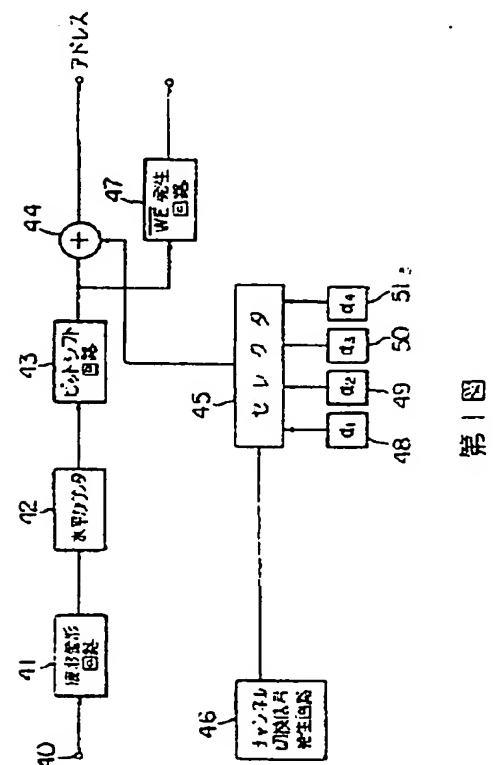 40
41
波形整形
回路
42
水平カウンタ
43
ビットシフト
回路
44
+
アドレス
47
WE 発生
回路
45
セレクタ
46
チャンネル
切換信号
発生回路
d1
d2
d3
d4
48
49
50
51
第1図